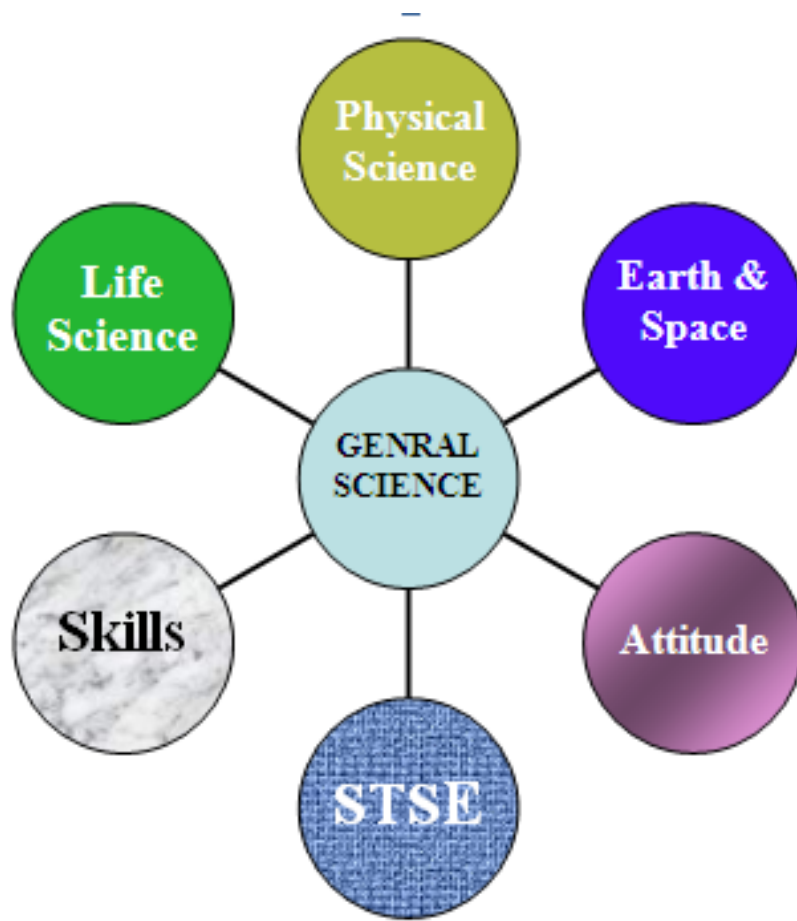 Physical
Science
Life
Science
Earth &
Space
GENRAL
SCIENCE
Skills
Attitude
STSE